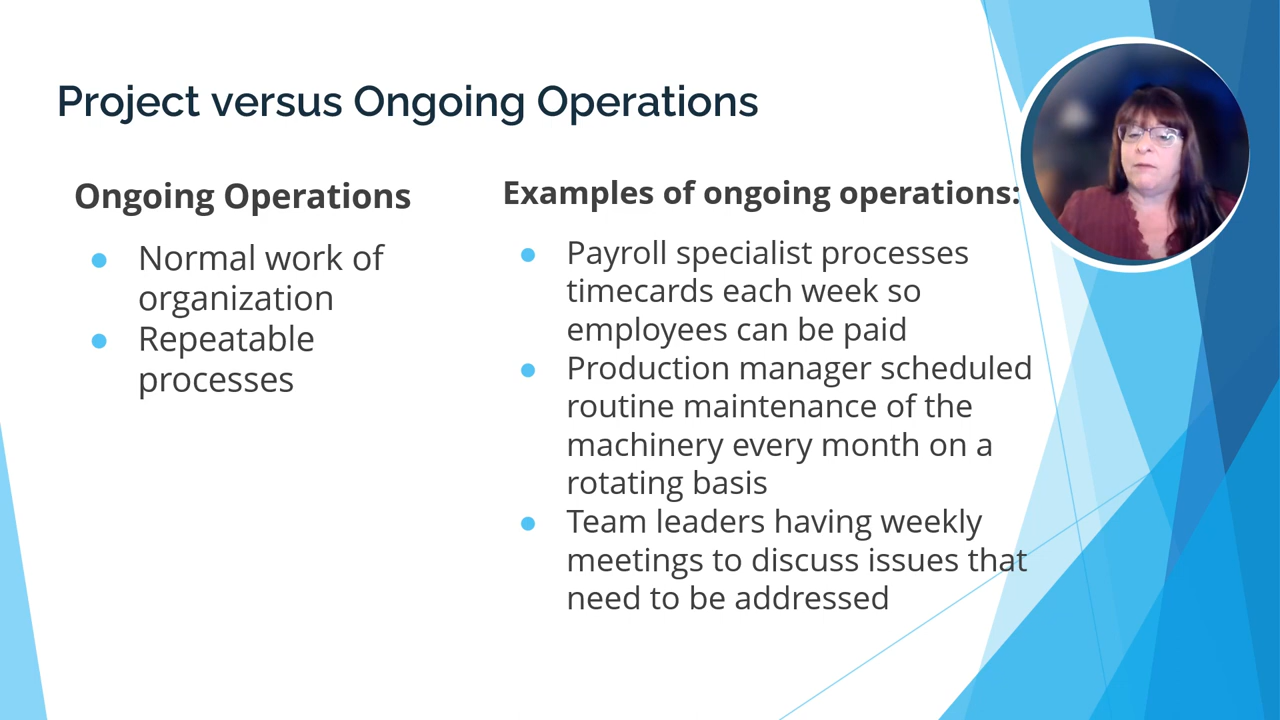 Project versus Ongoing Operations
Ongoing Operations
● Normal work of
organization
● Repeatable
processes
Examples of ongoing operations:
● Payroll specialist processes
timecards each week so
employees can be paid
● Production manager scheduled
routine maintenance of the
machinery every month on a
rotating basis
● Team leaders having weekly
meetings to discuss issues that
need to be addressed